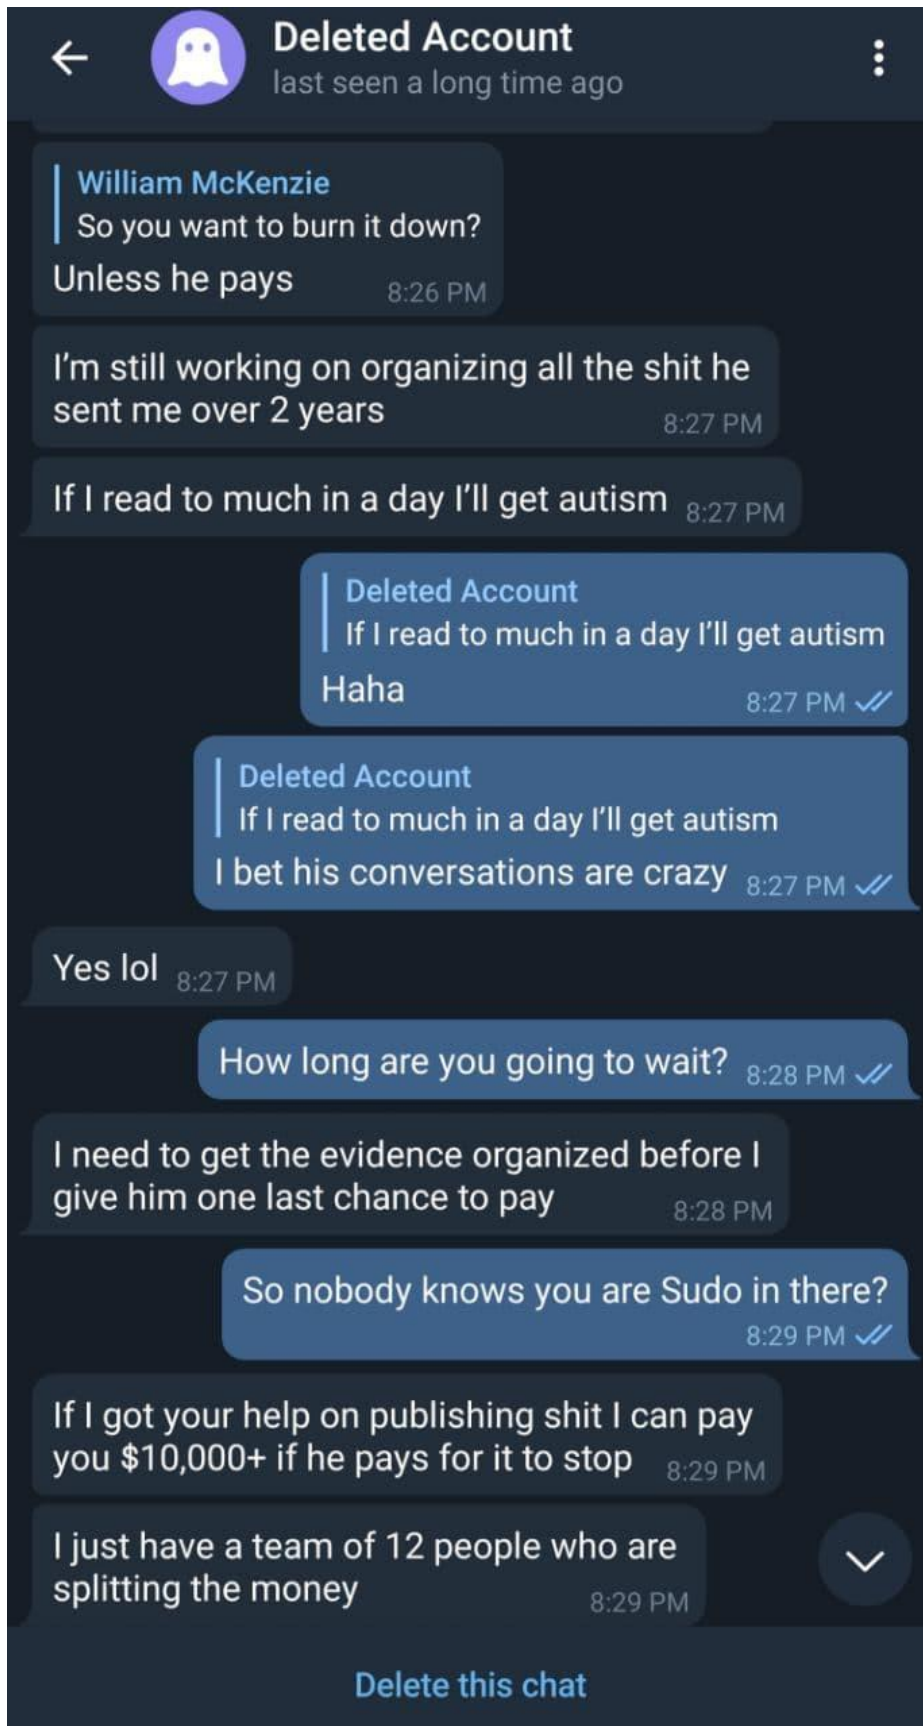 Deleted Account
last seen a long time ago
William McKenzie
So you want to burn it down?
Unless he pays
8:26 PM
I'm still working on organizing all the shit he
sent me over 2 years
8:27 PM
If I read to much in a day I'll get autism 8:27 PM
Deleted Account
If I read to much in a day I'll get autism
Haha
8:27 PM
Deleted Account
If I read to much in a day I'll get autism
I bet his conversations are crazy 8:27 PM
Yes lol 8:27 PM
How long are you going to wait? 8:28 PM
I need to get the evidence organized before I
give him one last chance to pay
8:28 PM
So nobody knows you are Sudo in there?
8:29 PM
If I got your help on publishing shit I can pay
you $10,000+ if he pays for it to stop 8:29 PM
I just have a team of 12 people who are
splitting the money
8:29 PM
Delete this chat